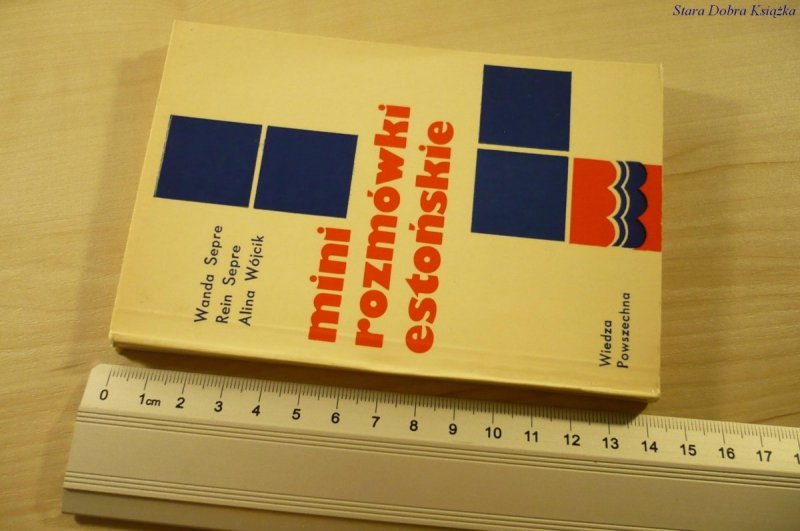 Stara Dobra Książka
Wanda Sepre
Rein Sepre
Alina Wójcik
mini
rozmówki
estońskie
Wiedza
Powszechna
0 1cm 2 3 4 5 6 7 8 9 10 11 12 13 14 15 16 17